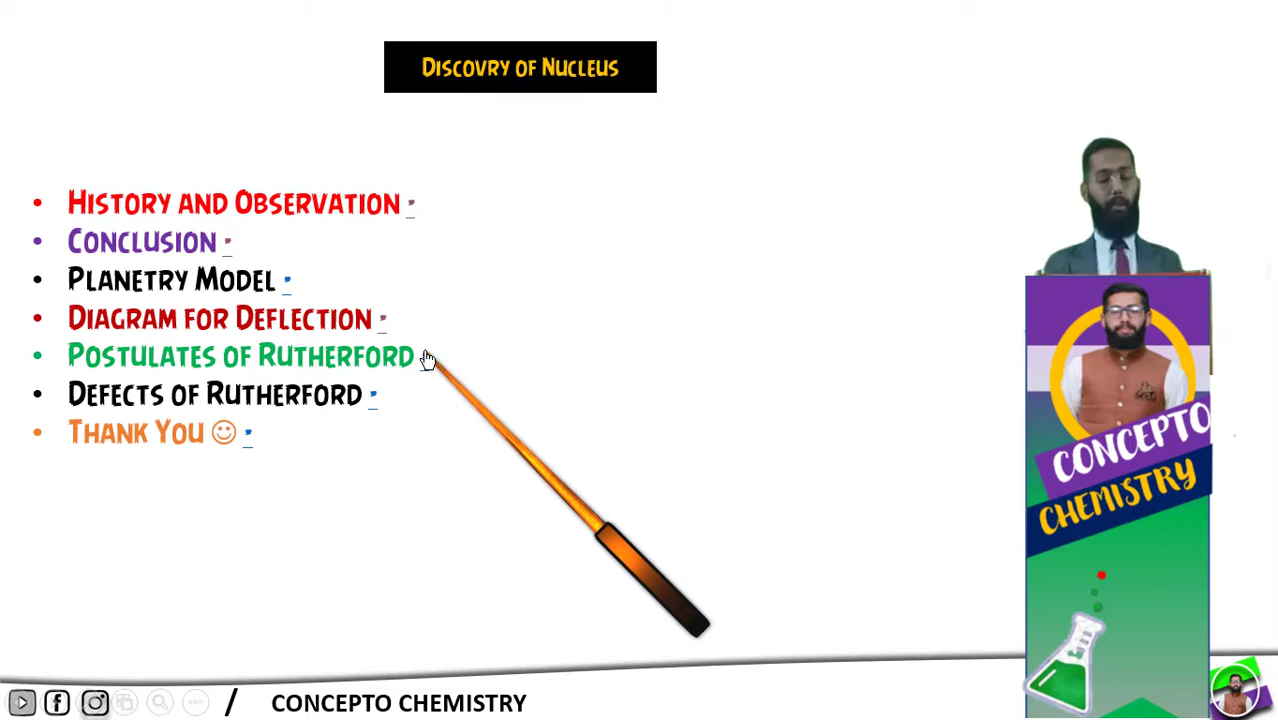 Discovry of Nucleus
• History and Observation .
• Conclusion .
• Planetry Model .
• Diagram for Deflection .
• Postulates of Rutherford
• Defects of Rutherford .
• Thank You ☺ .
CONCEPTO
CHEMISTRY
/ CONCEPTO CHEMISTRY